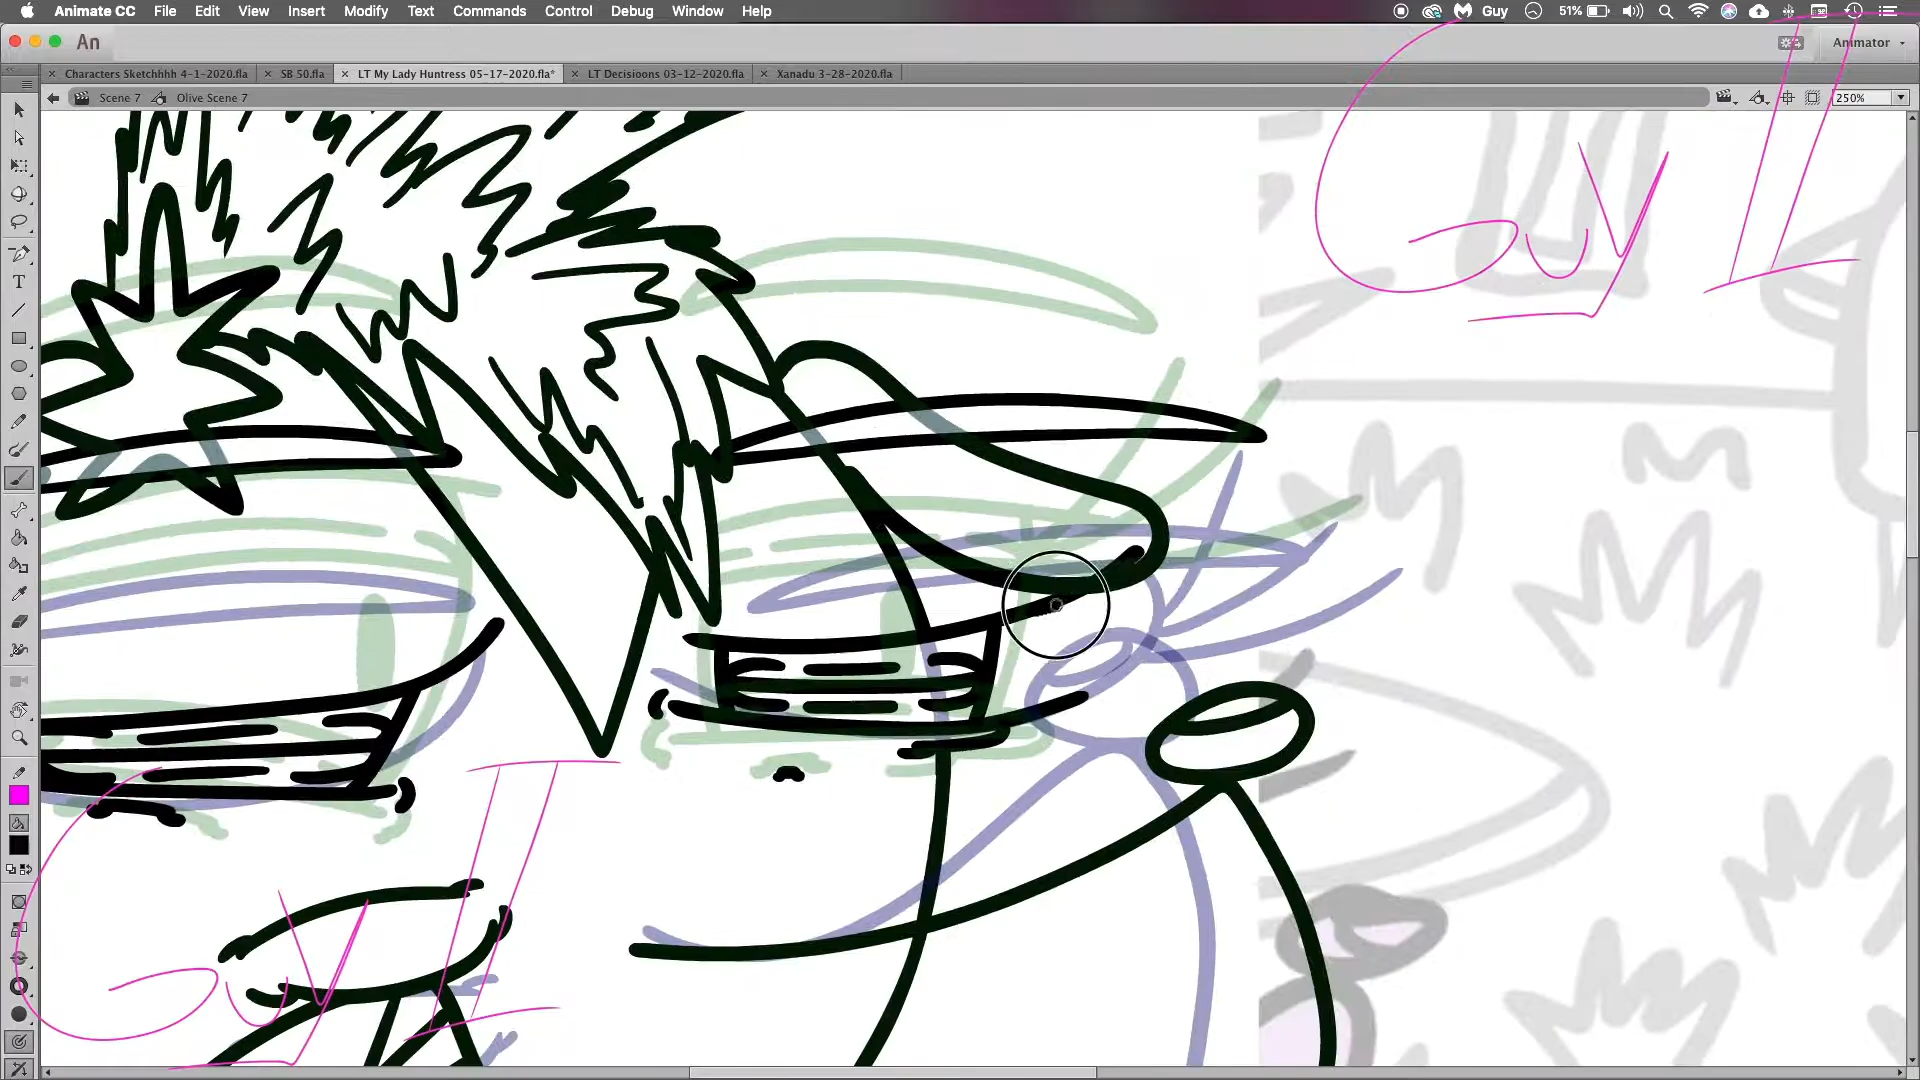 Animate CC File Edit View Insert Modify Text Commands Control Debug Window Help Guy 51%
An Animator
Characters Sketchhhh 4-1-2020.fla SB 50.fla LT My Lady Huntress 05-17-2020.fla* LT Decisioons 03-12-2020.fla Xanadu 3-28-2020.fla
Scene 7 Olive Scene 7 250%
T
Guy II
Guy II